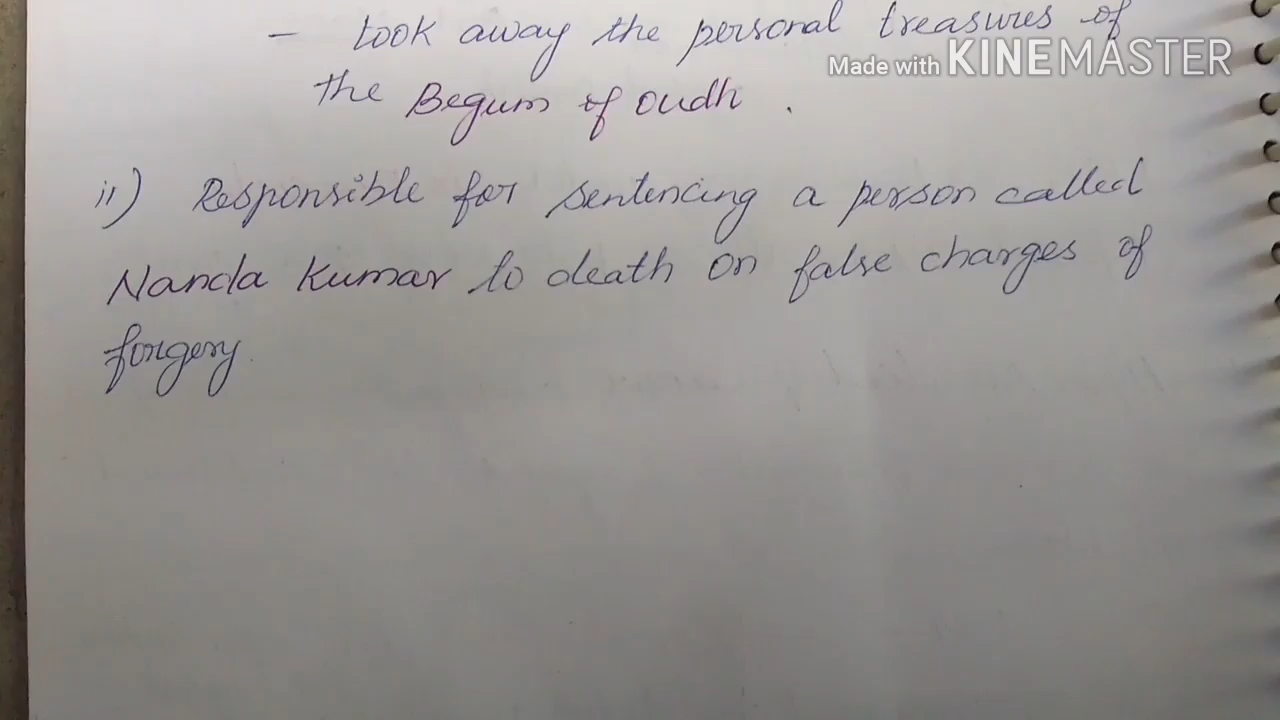 - took away the personal treasures of
Made with KINEMASTER
the Begum of oudh .
ii) Responsible for sentencing a person called
Nanda Kumar to death on false charges of
forgery.